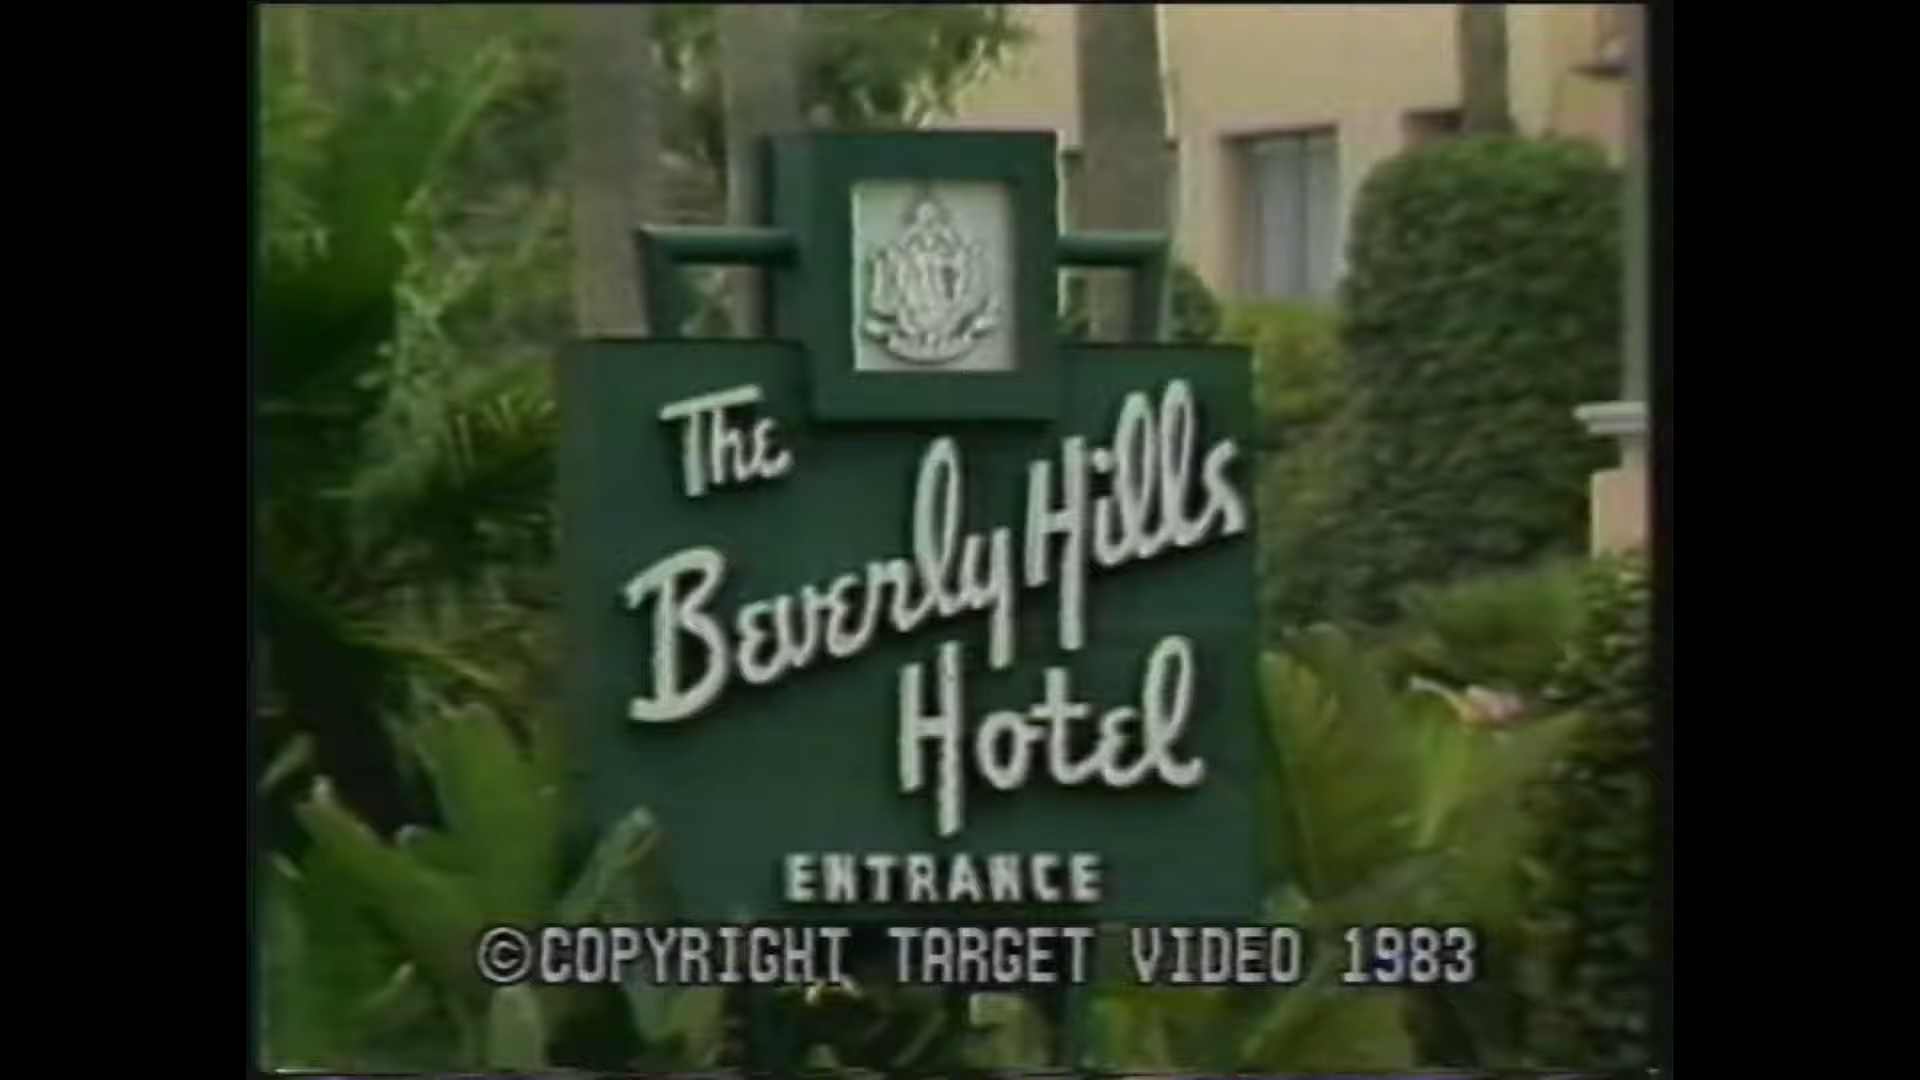 The
Beverly Hills
Hotel
ENTRANCE
©COPYRIGHT TARGET VIDEO 1983